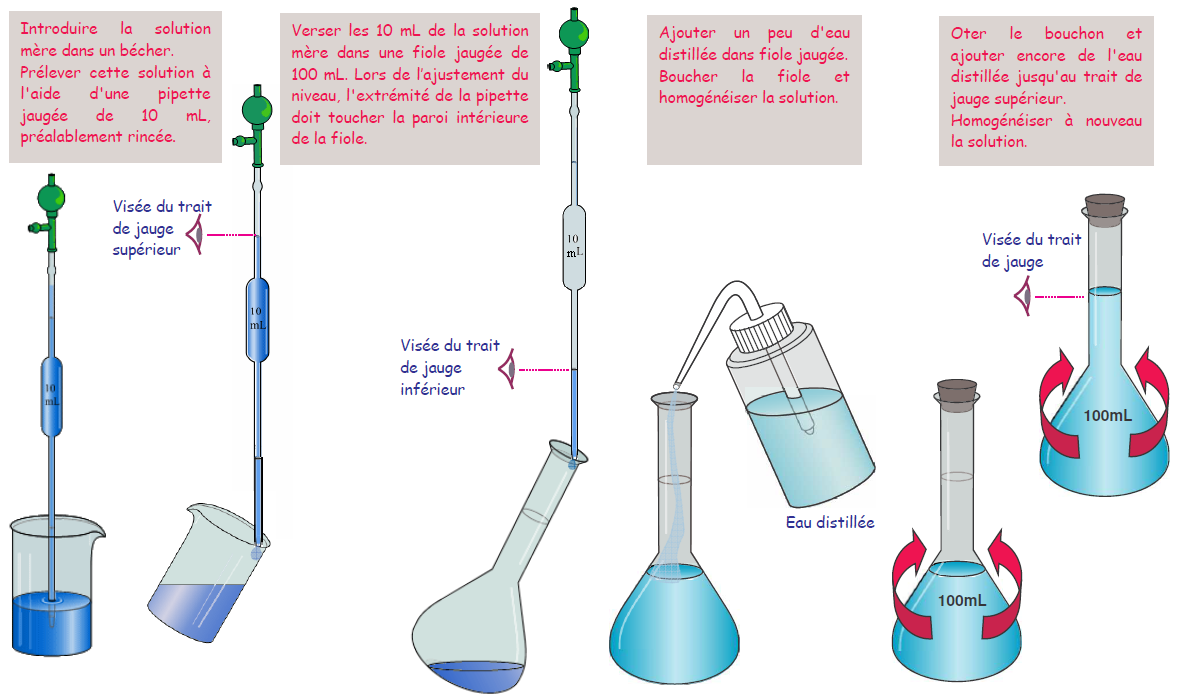 Introduire la solution
mère dans un bécher.
Prélever cette solution à
l'aide d'une pipette
jaugée de 10 mL,
préalablement rincée.
Verser les 10 mL de la solution
mère dans une fiole jaugée de
100 mL. Lors de l’ajustement du
niveau, l'extrémité de la pipette
doit toucher la paroi intérieure
de la fiole.
Ajouter un peu d'eau
distillée dans fiole jaugée.
Boucher la fiole et
homogénéiser la solution.
Oter le bouchon et
ajouter encore de l'eau
distillée jusqu'au trait de
jauge supérieur.
Homogénéiser à nouveau
la solution.
Visée du trait
de jauge
supérieur
10
mL
10
mL
10
mL
Visée du trait
de jauge
inférieur
Eau distillée
100mL
Visée du trait
de jauge
100mL